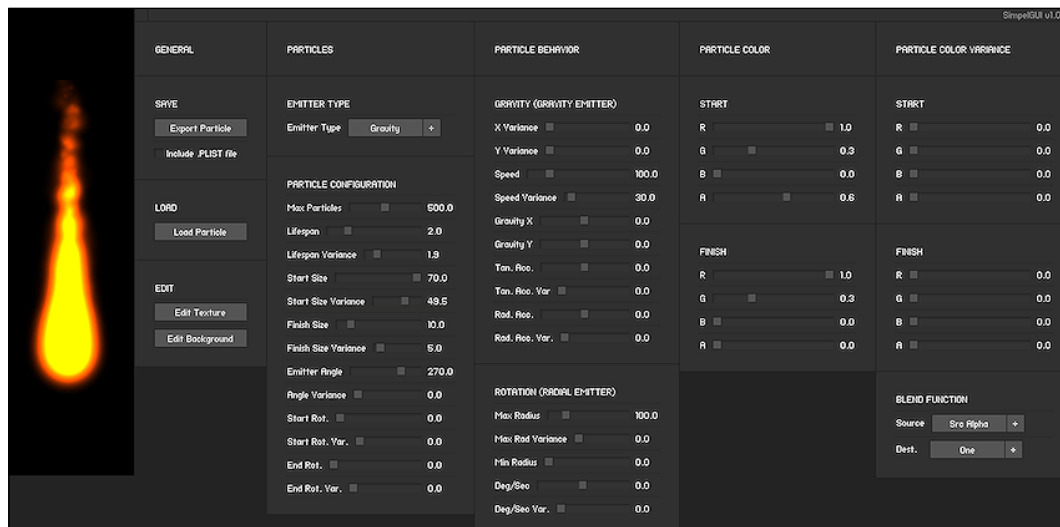 SimpelGUI v1.0
GENERAL
SAVE
Export Particle
Include .PLIST file
LOAD
Load Particle
EDIT
Edit Texture
Edit Background
PARTICLES
EMITTER TYPE
Emitter Type Gravity +
PARTICLE CONFIGURATION
Max Particles 500.0
Lifespan 2.0
Lifespan Variance 1.9
Start Size 70.0
Start Size Variance 49.5
Finish Size 10.0
Finish Size Variance 5.0
Emitter Angle 270.0
Angle Variance 0.0
Start Rot. 0.0
Start Rot. Var. 0.0
End Rot. 0.0
End Rot. Var. 0.0
PARTICLE BEHAVIOR
GRAVITY (GRAVITY EMITTER)
X Variance 0.0
Y Variance 0.0
Speed 100.0
Speed Variance 30.0
Gravity X 0.0
Gravity Y 0.0
Tan. Acc. 0.0
Tan. Acc. Var 0.0
Rad. Acc. 0.0
Rad. Acc. Var. 0.0
ROTATION (RADIAL EMITTER)
Max Radius 100.0
Max Rad Variance 0.0
Min Radius 0.0
Deg/Sec 0.0
Deg/Sec Var. 0.0
PARTICLE COLOR
START
R 1.0
G 0.3
B 0.0
A 0.6
FINISH
R 1.0
G 0.3
B 0.0
A 0.0
PARTICLE COLOR VARIANCE
START
R 0.0
G 0.0
B 0.0
A 0.0
FINISH
R 0.0
G 0.0
B 0.0
A 0.0
BLEND FUNCTION
Source Src Alpha +
Dest. One +